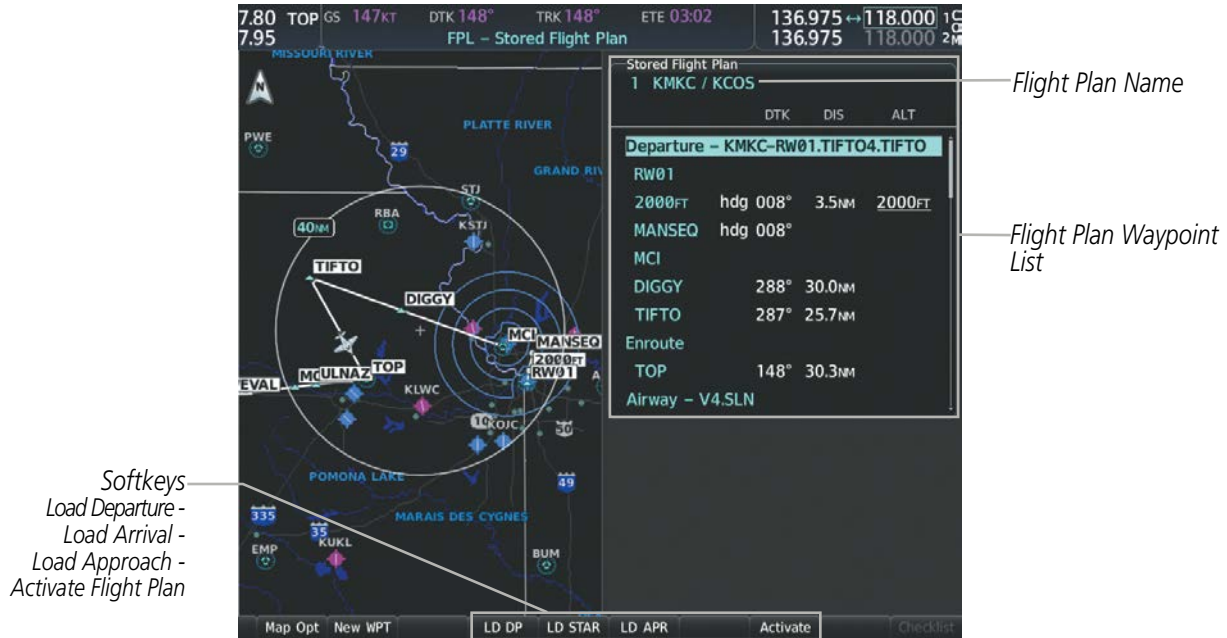 7.80 TOP GS 147KT DTK 148° TRK 148° ETE 03:02 136.975 ↔ 118.000 1 C
7.95 FPL – Stored Flight Plan 136.975 118.000 2 M
O
MISSOURI RIVER
N
PWE
29
PLATTE RIVER
GRAND RIV
STJ
RBA
KSTJ
40NM
TIFTO
DIGGY
MCI
MANSEQ
2000FT
RW01
TOP
ULNAZ
EVAL
KLWC
A
10
KOJC
50
POMONA LAKE
49
335
MARAIS DES CYGNES
35
KUKL
EMP
BUM
Stored Flight Plan
1 KMKC / KCOS
DTK DIS ALT
Departure – KMKC–RW01.TIFTO4.TIFTO
RW01
2000FT hdg 008° 3.5NM 2000FT
MANSEQ hdg 008°
MCI
DIGGY 288° 30.0NM
TIFTO 287° 25.7NM
Enroute
TOP 148° 30.3NM
Airway – V4.SLN
Flight Plan Name
Flight Plan Waypoint
List
Softkeys
Load Departure -
Load Arrival -
Load Approach -
Activate Flight Plan
Map Opt New WPT LD DP LD STAR LD APR Activate Checklist